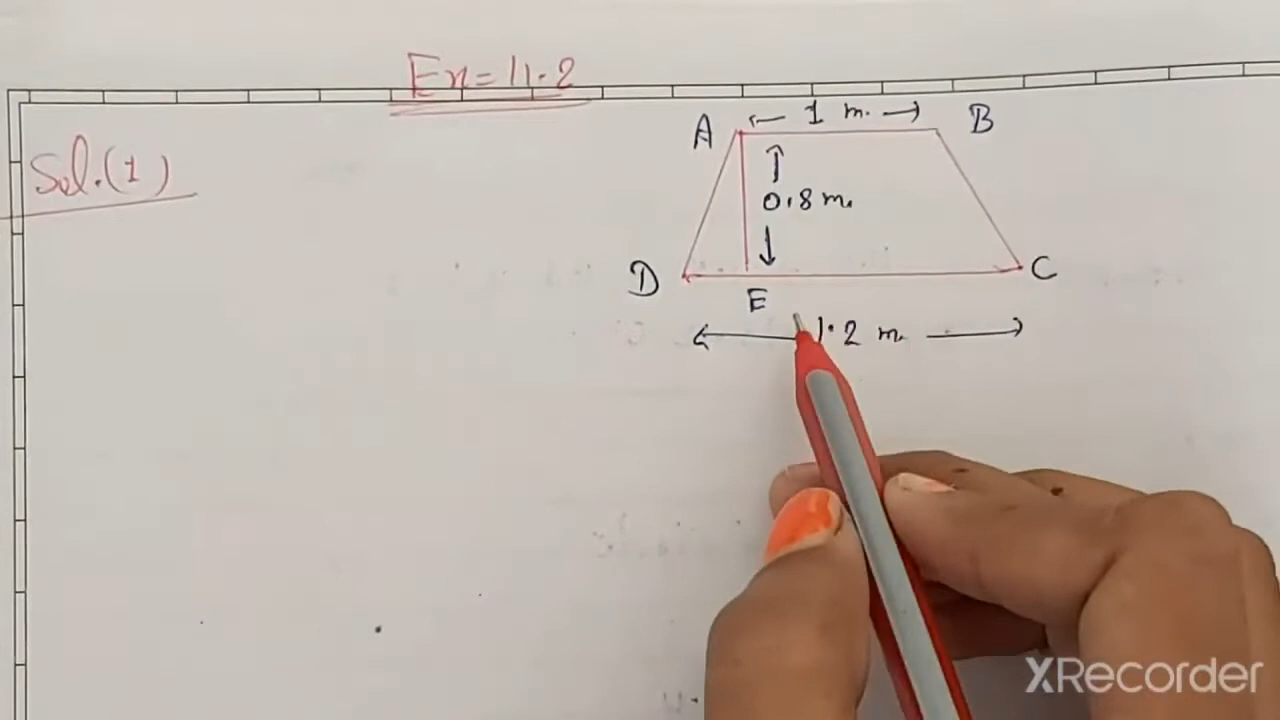 Ex = 11.2
A ← 1 m. → B
Sol.(1)
0.8 m.
D C
E
1.2 m.
XRecorder